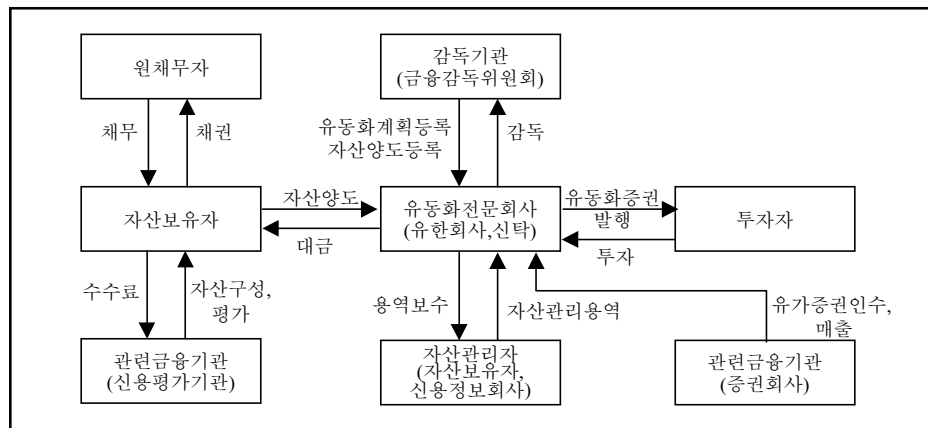 원채무자
감독기관
(금융감독위원회)
채무
채권
유동화계획등록
자산양도등록
감독
자산보유자
자산양도
대금
유동화전문회사
(유한회사,신탁)
유동화증권
발행
투자
투자자
수수료
자산구성,
평가
용역보수
자산관리용역
유가증권인수,
매출
관련금융기관
(신용평가기관)
자산관리자
(자산보유자,
신용정보회사)
관련금융기관
(증권회사)